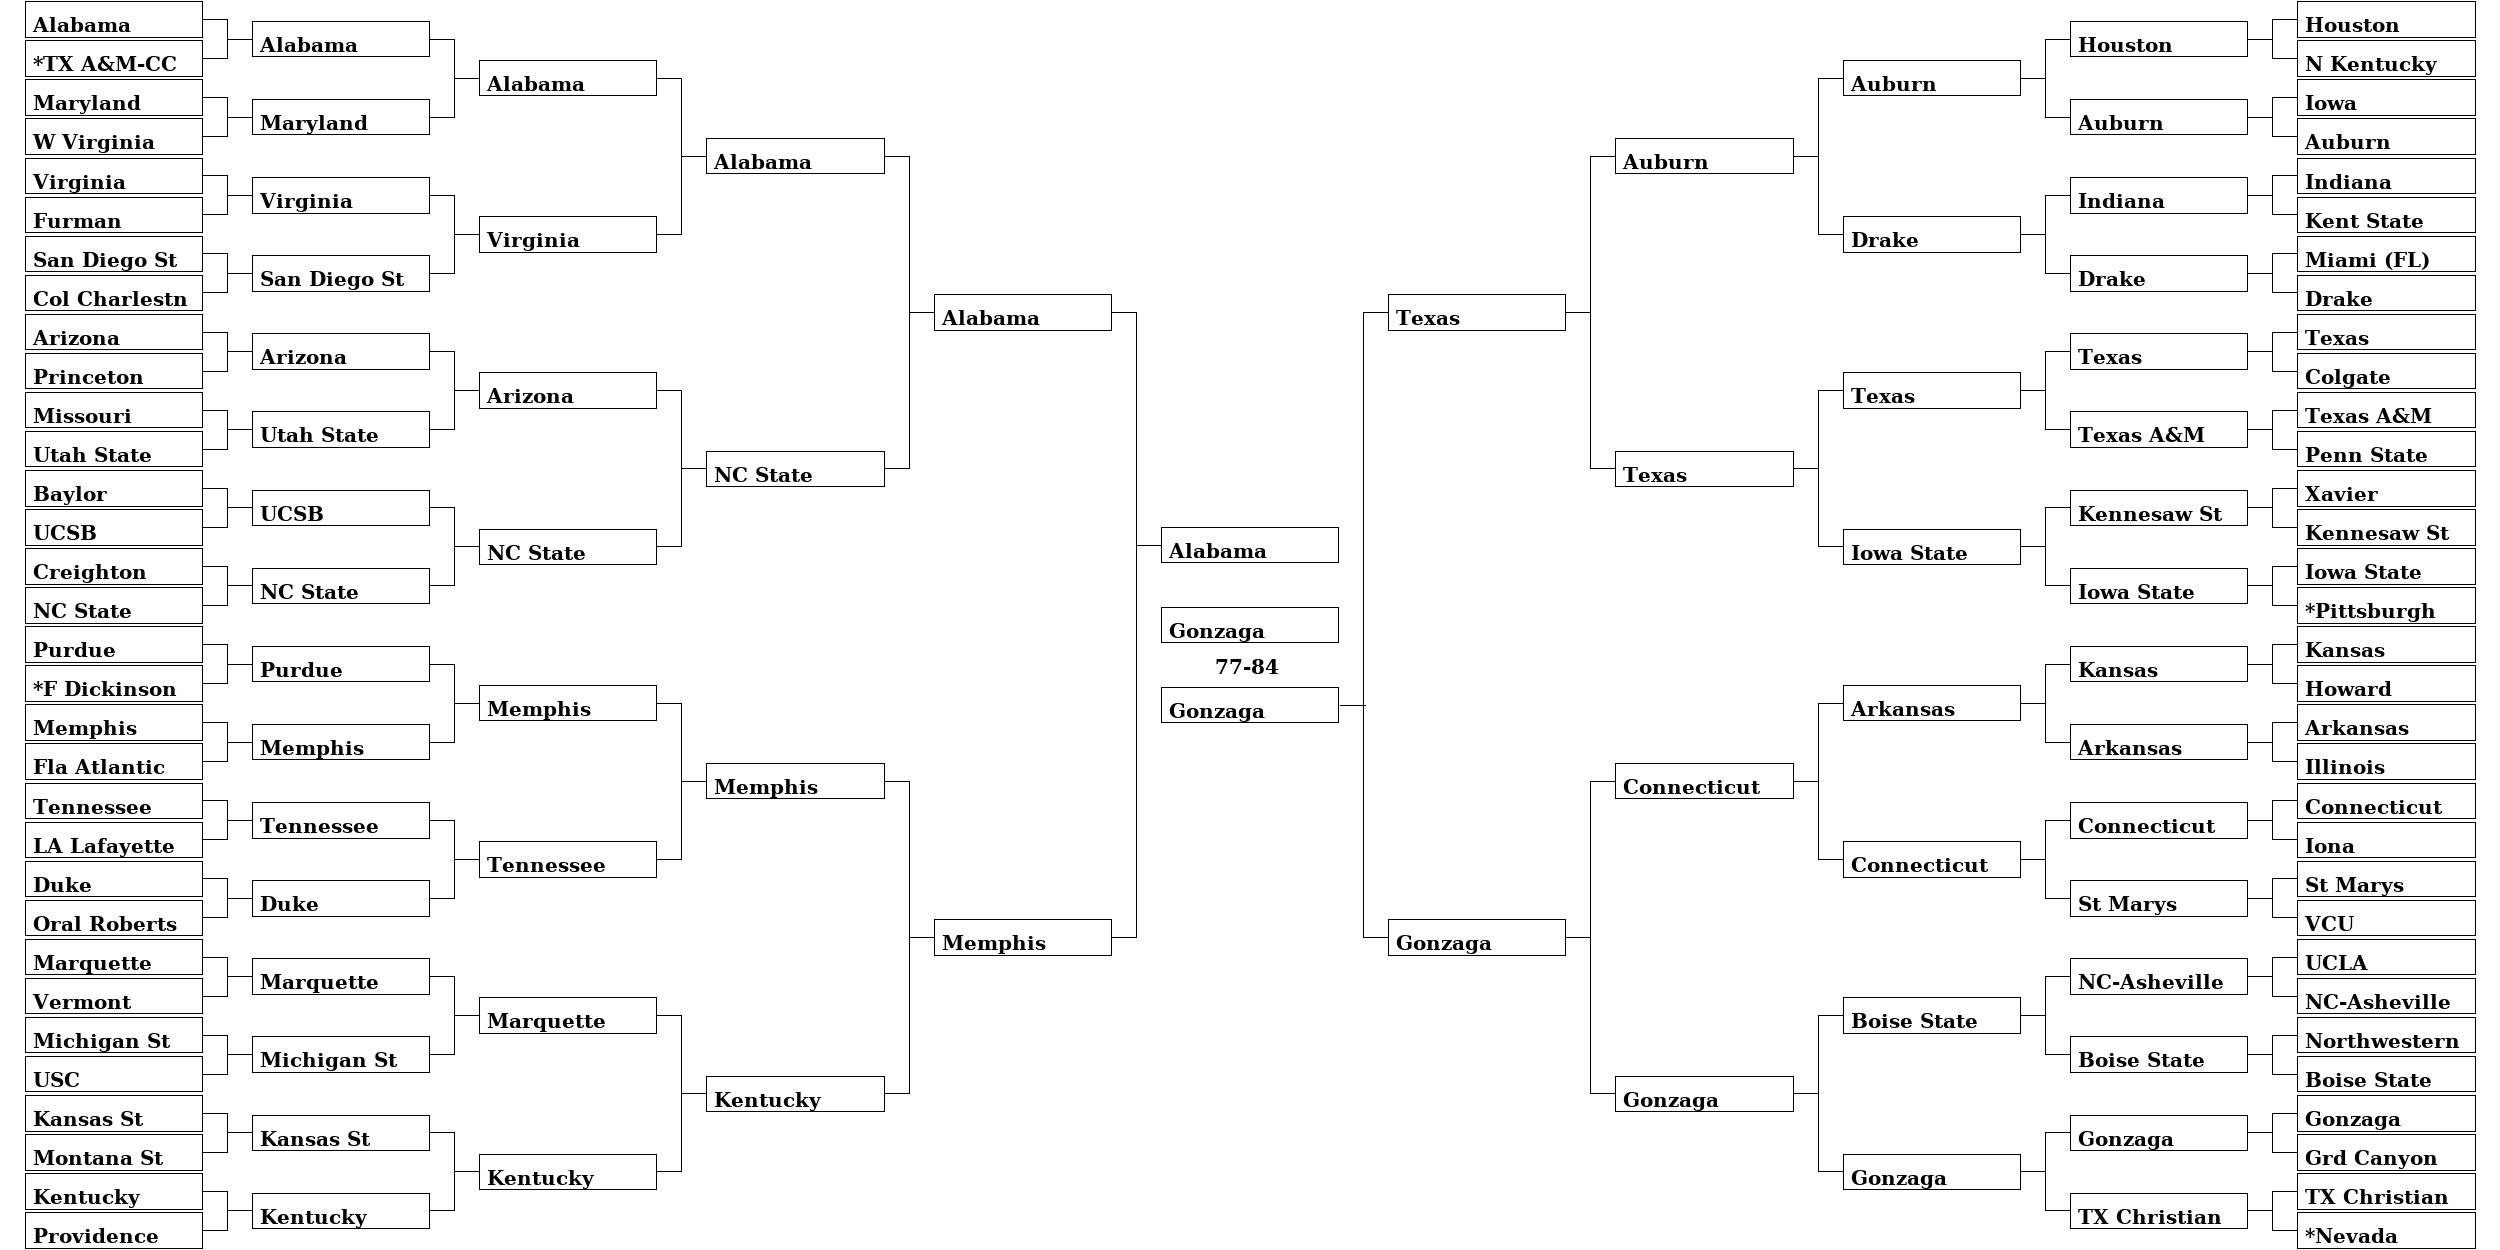 Alabama
*TX A&M-CC
Maryland
W Virginia
Virginia
Furman
San Diego St
Col Charlestn
Arizona
Princeton
Missouri
Utah State
Baylor
UCSB
Creighton
NC State
Purdue
*F Dickinson
Memphis
Fla Atlantic
Tennessee
LA Lafayette
Duke
Oral Roberts
Marquette
Vermont
Michigan St
USC
Kansas St
Montana St
Kentucky
Providence
Alabama
Maryland
Virginia
San Diego St
Arizona
Utah State
UCSB
NC State
Purdue
Memphis
Tennessee
Duke
Marquette
Michigan St
Kansas St
Kentucky
Alabama
Virginia
Arizona
NC State
Memphis
Tennessee
Marquette
Kentucky
Alabama
NC State
Memphis
Kentucky
Alabama
Memphis
Alabama
Gonzaga
77-84
Gonzaga
Texas
Gonzaga
Auburn
Texas
Connecticut
Gonzaga
Auburn
Drake
Texas
Iowa State
Arkansas
Connecticut
Boise State
Gonzaga
Houston
Auburn
Indiana
Drake
Texas
Texas A&M
Kennesaw St
Iowa State
Kansas
Arkansas
Connecticut
St Marys
NC-Asheville
Boise State
Gonzaga
TX Christian
Houston
N Kentucky
Iowa
Auburn
Indiana
Kent State
Miami (FL)
Drake
Texas
Colgate
Texas A&M
Penn State
Xavier
Kennesaw St
Iowa State
*Pittsburgh
Kansas
Howard
Arkansas
Illinois
Connecticut
Iona
St Marys
VCU
UCLA
NC-Asheville
Northwestern
Boise State
Gonzaga
Grd Canyon
TX Christian
*Nevada